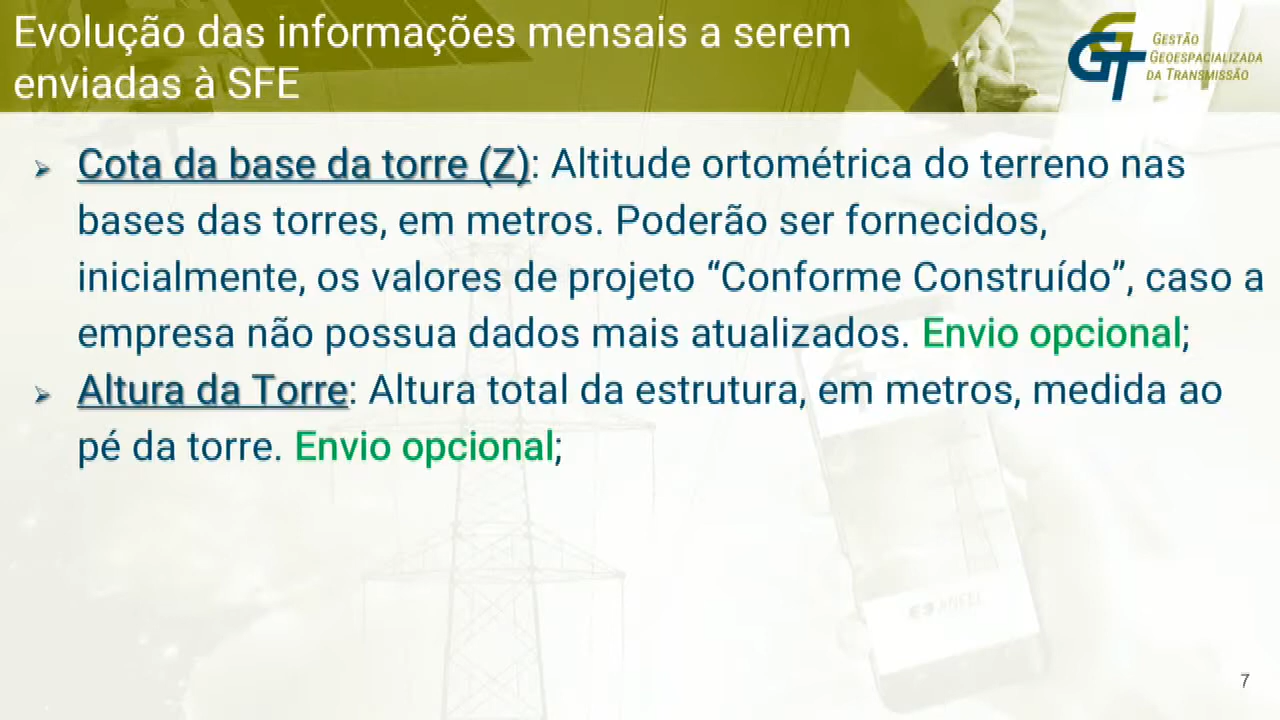 Evolução das informações mensais a serem
enviadas à SFE
GGT
GESTÃO
GEOESPACIALIZADA
DA TRANSMISSÃO
Cota da base da torre (Z): Altitude ortométrica do terreno nas
bases das torres, em metros. Poderão ser fornecidos,
inicialmente, os valores de projeto “Conforme Construído”, caso a
empresa não possua dados mais atualizados. Envio opcional;
Altura da Torre: Altura total da estrutura, em metros, medida ao
pé da torre. Envio opcional;
7